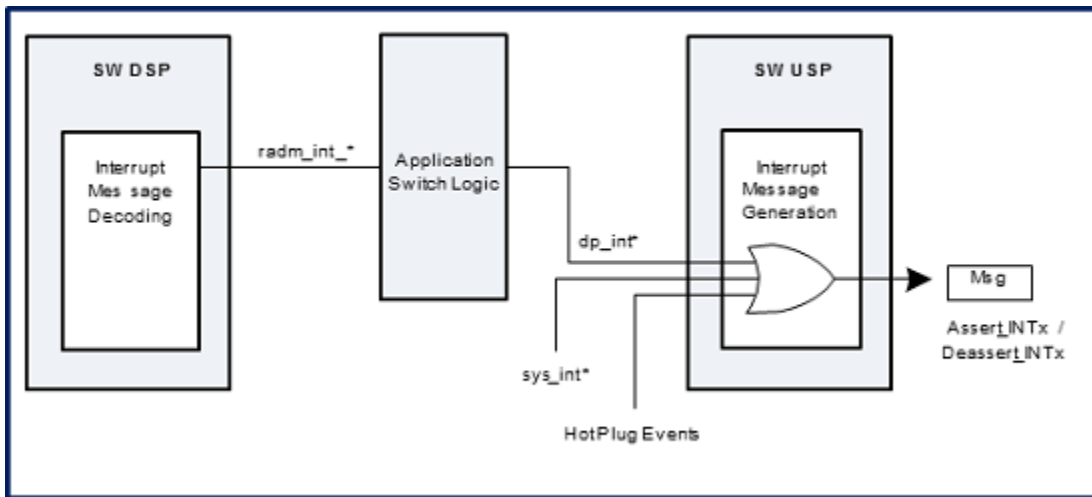 SW DSP
Interrupt
Mes sage
Decoding
radm_int_*
Application
Switch Logic
dp_int*
sys_int*
HotPlug Events
SW USP
Interrupt
Message
Generation
Msg
Assert_INTx /
Deassert_INTx